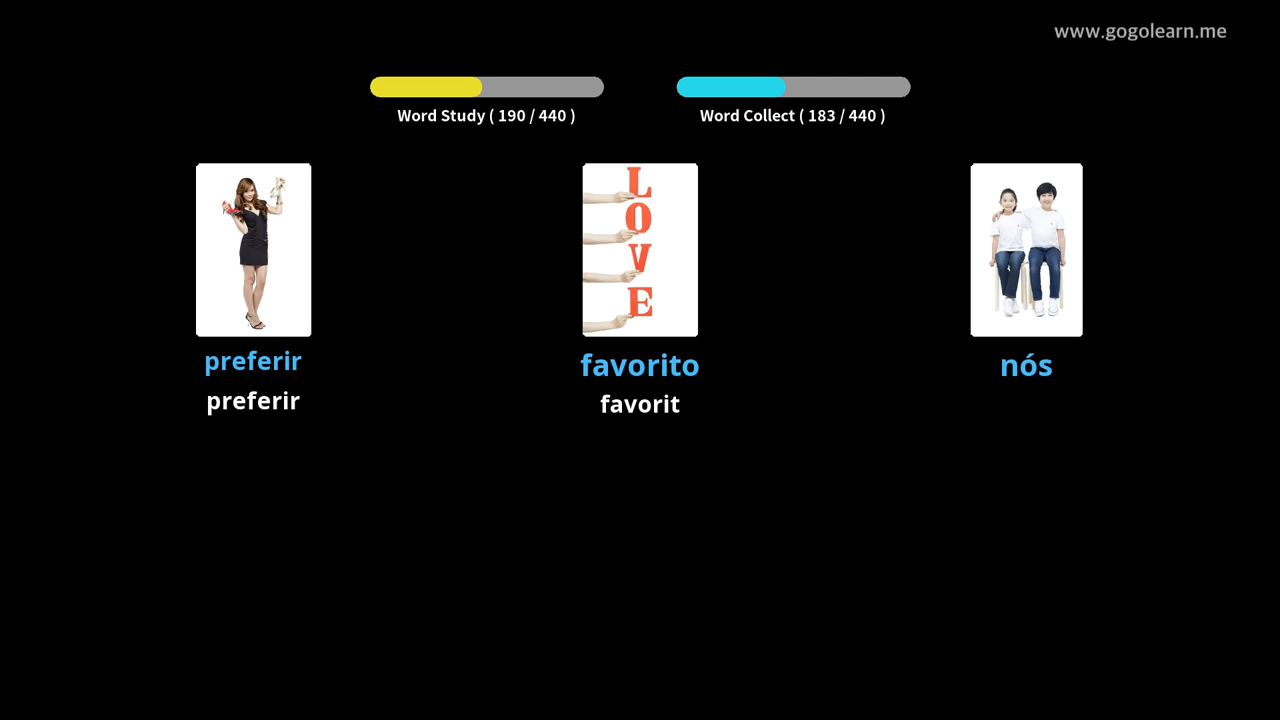 www.gogolearn.me
Word Study ( 190 / 440 )
Word Collect ( 183 / 440 )
L
O
V
E
preferir
favorito
nós
preferir
favorit